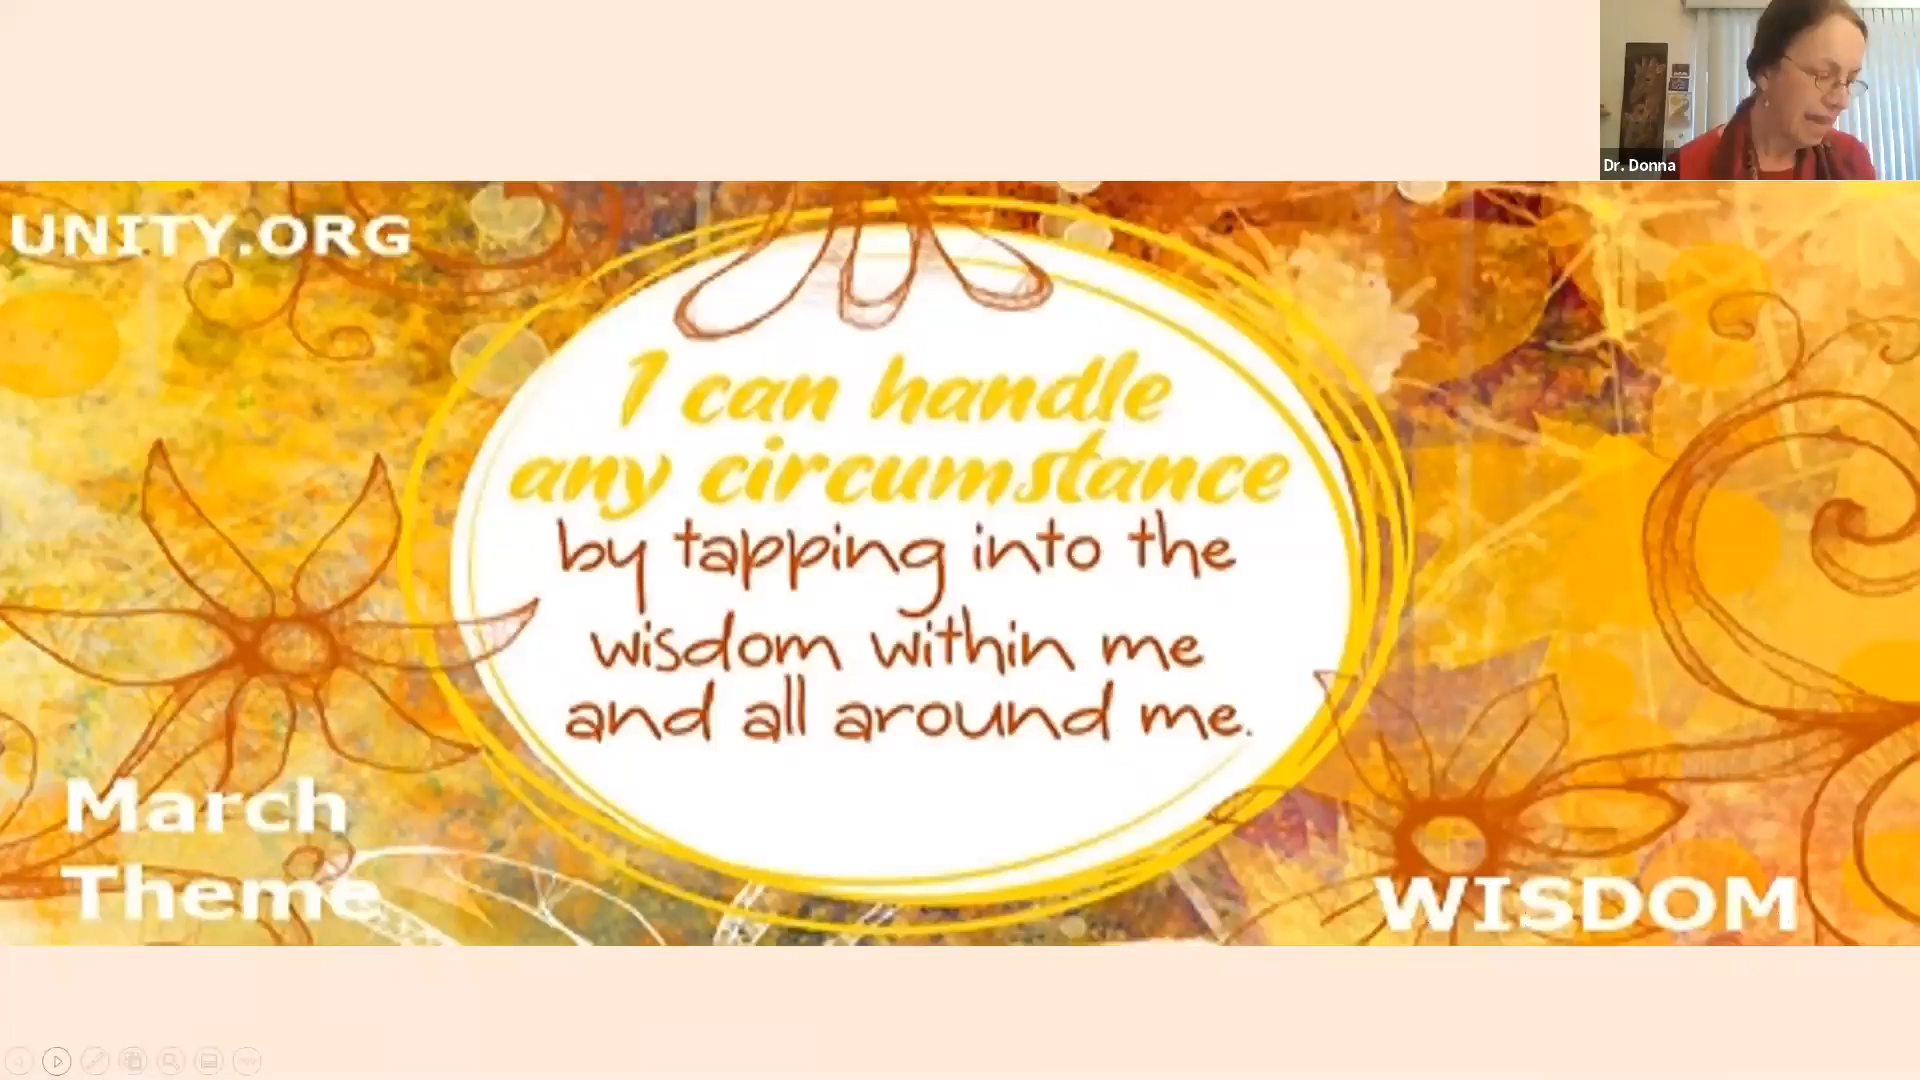 Dr. Donna
UNITY.ORG
I can handle
any circumstance
by tapping into the
wisdom within me
and all around me.
March
Theme
WISDOM